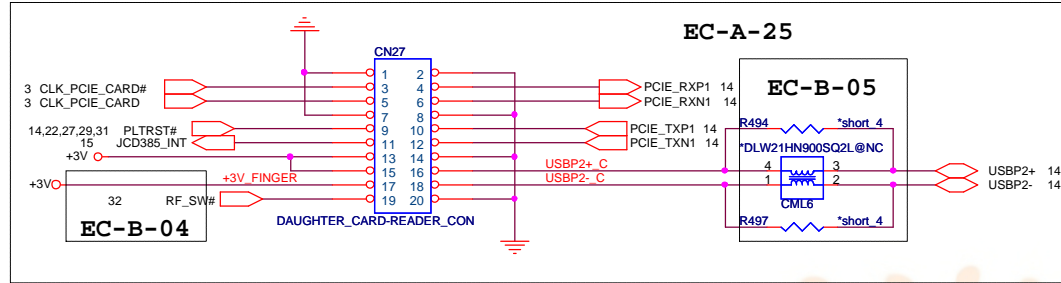 EC-A-25
CN27
1 2
3 CLK_PCIE_CARD# 3 4 PCIE_RXP1 14
3 CLK_PCIE_CARD 5 6 PCIE_RXN1 14
7 8
14,22,27,29,31 PLTRST# 9 10 PCIE_TXP1 14
15 JCD385_INT 11 12 PCIE_TXN1 14
+3V 13 14
15 16 USBP2+_C
+3V +3V_FINGER 17 18 USBP2-_C
32 RF_SW# 19 20
EC-B-04
DAUGHTER_CARD-READER_CON
EC-B-05
R494 *short_4
*DLW21HN900SQ2L@NC
4 3 USBP2+ 14
1 2 USBP2- 14
CML6
R497 *short_4